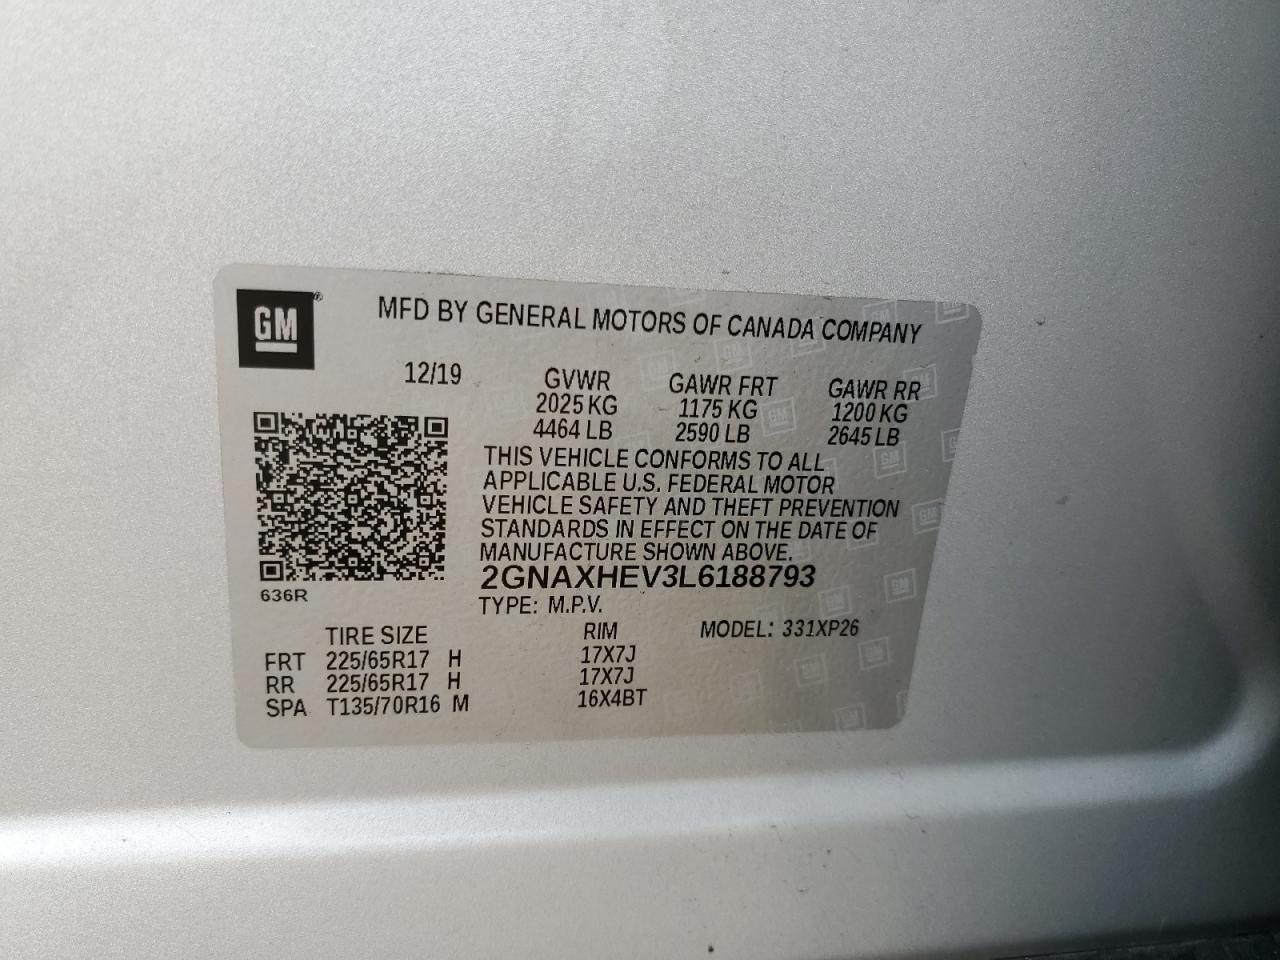 GM
MFD BY GENERAL MOTORS OF CANADA COMPANY
12/19 GVWR GAWR FRT GAWR RR
2025 KG 1175 KG 1200 KG
4464 LB 2590 LB 2645 LB
THIS VEHICLE CONFORMS TO ALL
APPLICABLE U.S. FEDERAL MOTOR
VEHICLE SAFETY AND THEFT PREVENTION
STANDARDS IN EFFECT ON THE DATE OF
MANUFACTURE SHOWN ABOVE.
2GNAXHEV3L6188793
636R
TYPE: M.P.V.
TIRE SIZE RIM MODEL: 331XP26
FRT 225/65R17 H 17X7J
RR 225/65R17 H 17X7J
SPA T135/70R16 M 16X4BT